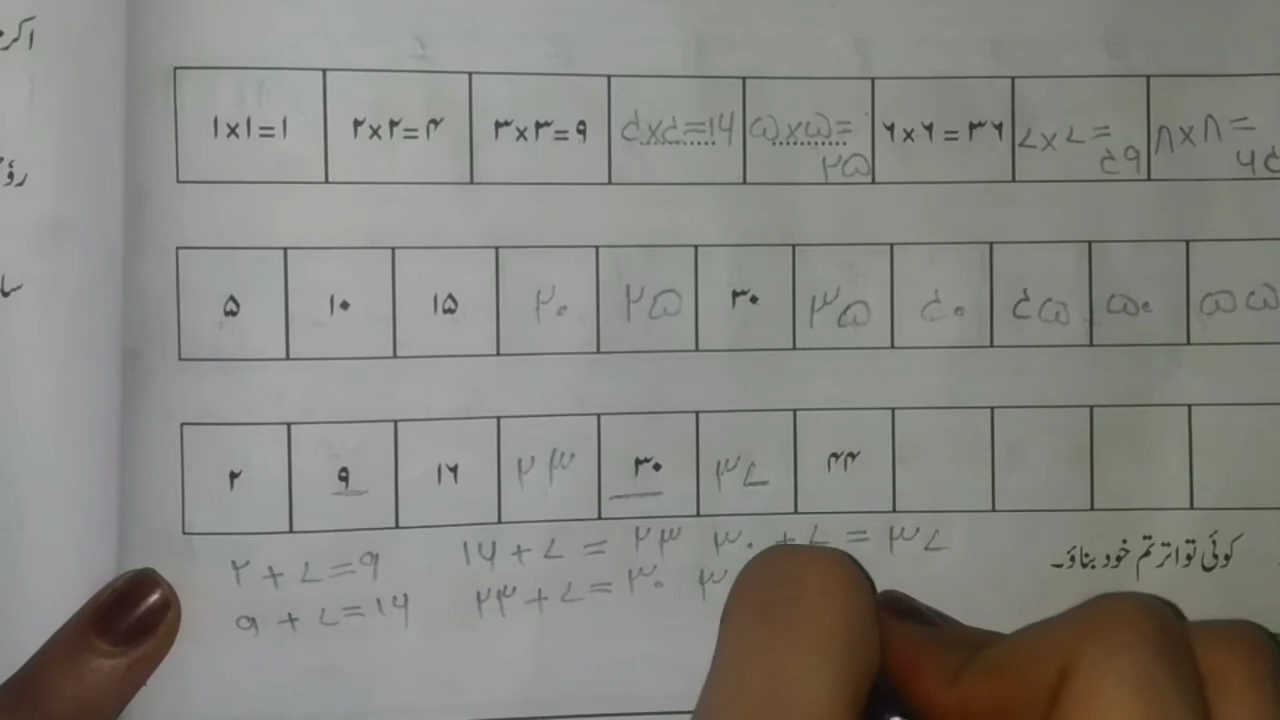 ۱×۱=۱ ۲×۲=۴ ۳×۳=۹ ۴×۴=۱۶ ۵×۵=۲۵ ۶×۶=۳۶ ۷×۷=۴۹ ۸×۸=۶۴
۵ ۱۰ ۱۵ ۲۰ ۲۵ ۳۰ ۳۵ ۴۰ ۴۵ ۵۰ ۵۵
۲ ۹ ۱۶ ۲۳ ۳۰ ۳۷ ۴۴
۲+۷=۹ ۱۶+۷=۲۳ ۳۰+۷=۳۷
۹+۷=۱۶ ۲۳+۷=۳۰ ۳
کوئی تواتر تم خود بناؤ۔